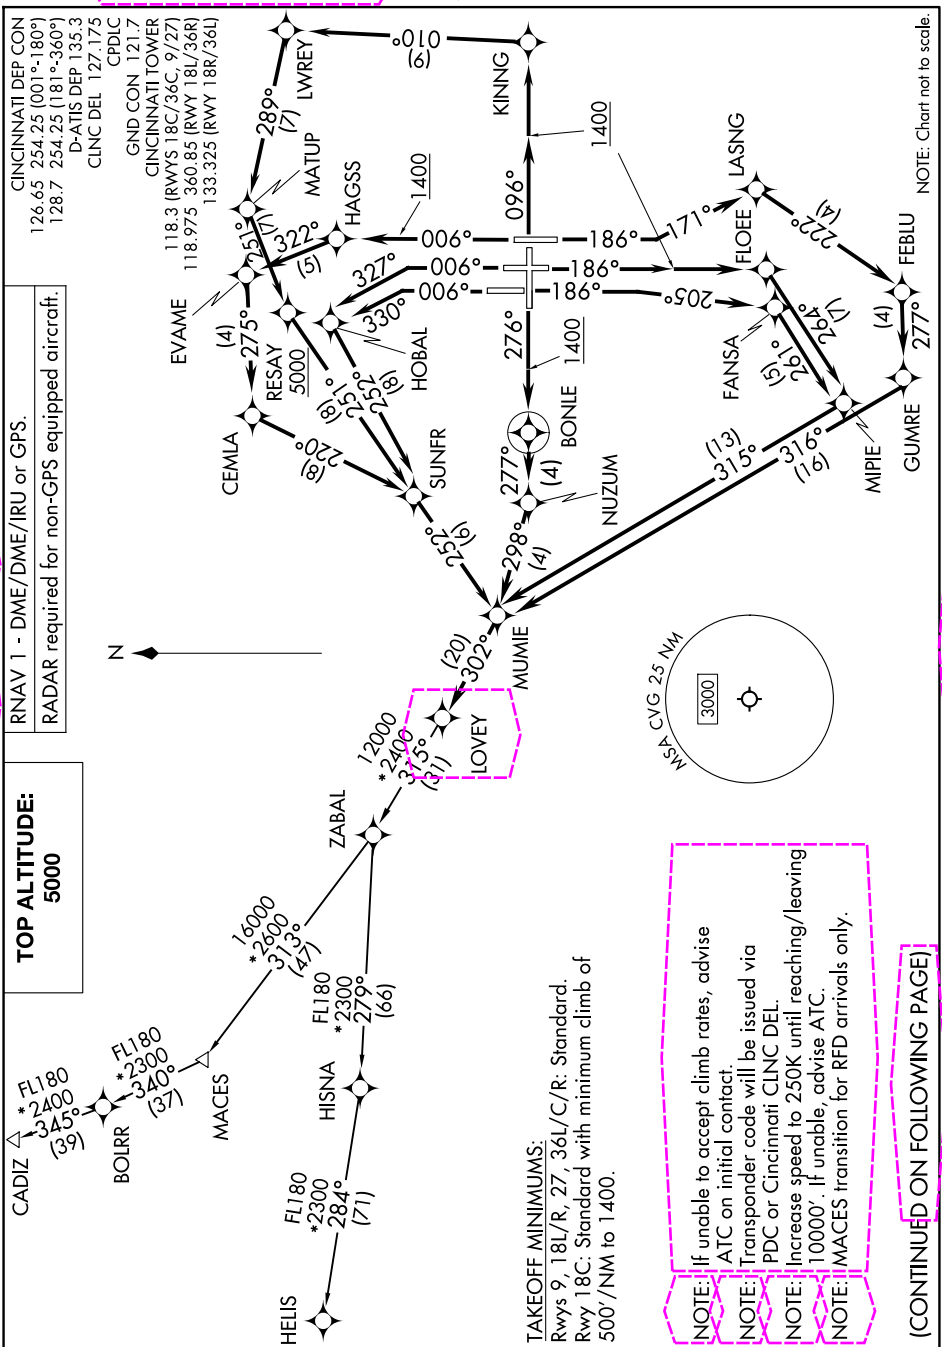 TOP ALTITUDE:
5000
RNAV 1 - DME/DME/IRU or GPS.
RADAR required for non-GPS equipped aircraft.
CINCINNATI DEP CON
126.65 254.25 (001°-180°)
128.7 254.25 (181°-360°)
D-ATIS DEP 135.3
CLNC DEL 127.175
CPDLC
GND CON 121.7
CINCINNATI TOWER
118.3 (RWYS 18C/36C, 9/27)
118.975 360.85 (RWY 18L/36R)
133.325 (RWY 18R/36L)
N
CADIZ
FL180
*2400
345°
(39)
BOLRR
FL180
*2300
340°
(37)
MACES
16000
*2600
313°
(47)
HELIS
FL180
*2300
284°
(71)
HISNA
FL180
*2300
279°
(66)
ZABAL
12000
*2400
315°
(31)
LOVEY
(20)
302°
MUMIE
CEMLA
220°
(8)
EVAME
(4)
275°
RESAY
5000
251°
(7)
(8)
251°
252°
(8)
SUNFR
252°
(6)
HOBAL
330°
327°
322°
(5)
HAGSS
MATUP
289°
(7)
LWREY
010°
(9)
KINNG
1400
006°
006°
006°
096°
1400
276°
1400
BONLE
277°
(4)
NUZUM
298°
(4)
186°
186°
186°
171°
205°
LASNG
222°
(4)
FLOEE
264°
(7)
FANSA
261°
(5)
MIPIE
FEBLU
(4)
277°
GUMRE
(13)
315°
316°
(16)
MSA CVG 25 NM
3000
NOTE: Chart not to scale.
TAKEOFF MINIMUMS:
Rwys 9, 18L/R, 27, 36L/C/R: Standard.
Rwy 18C: Standard with minimum climb of
500'/NM to 1400.
NOTE: If unable to accept climb rates, advise
ATC on initial contact.
NOTE: Transponder code will be issued via
PDC or Cincinnati CLNC DEL.
NOTE: Increase speed to 250K until reaching/leaving
10000'. If unable, advise ATC.
NOTE: MACES transition for RFD arrivals only.
(CONTINUED ON FOLLOWING PAGE)